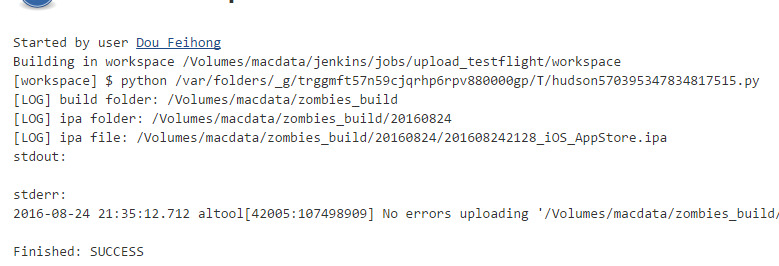 Started by user Dou Feihong
Building in workspace /Volumes/macdata/jenkins/jobs/upload_testflight/workspace
[workspace] $ python /var/folders/_g/trggmft57n59cjqrhp6rpv880000gp/T/hudson570395347834817515.py
[LOG] build folder: /Volumes/macdata/zombies_build
[LOG] ipa folder: /Volumes/macdata/zombies_build/20160824
[LOG] ipa file: /Volumes/macdata/zombies_build/20160824/201608242128_iOS_AppStore.ipa
stdout:
stderr:
2016-08-24 21:35:12.712 altool[42005:107498909] No errors uploading '/Volumes/macdata/zombies_build/
Finished: SUCCESS